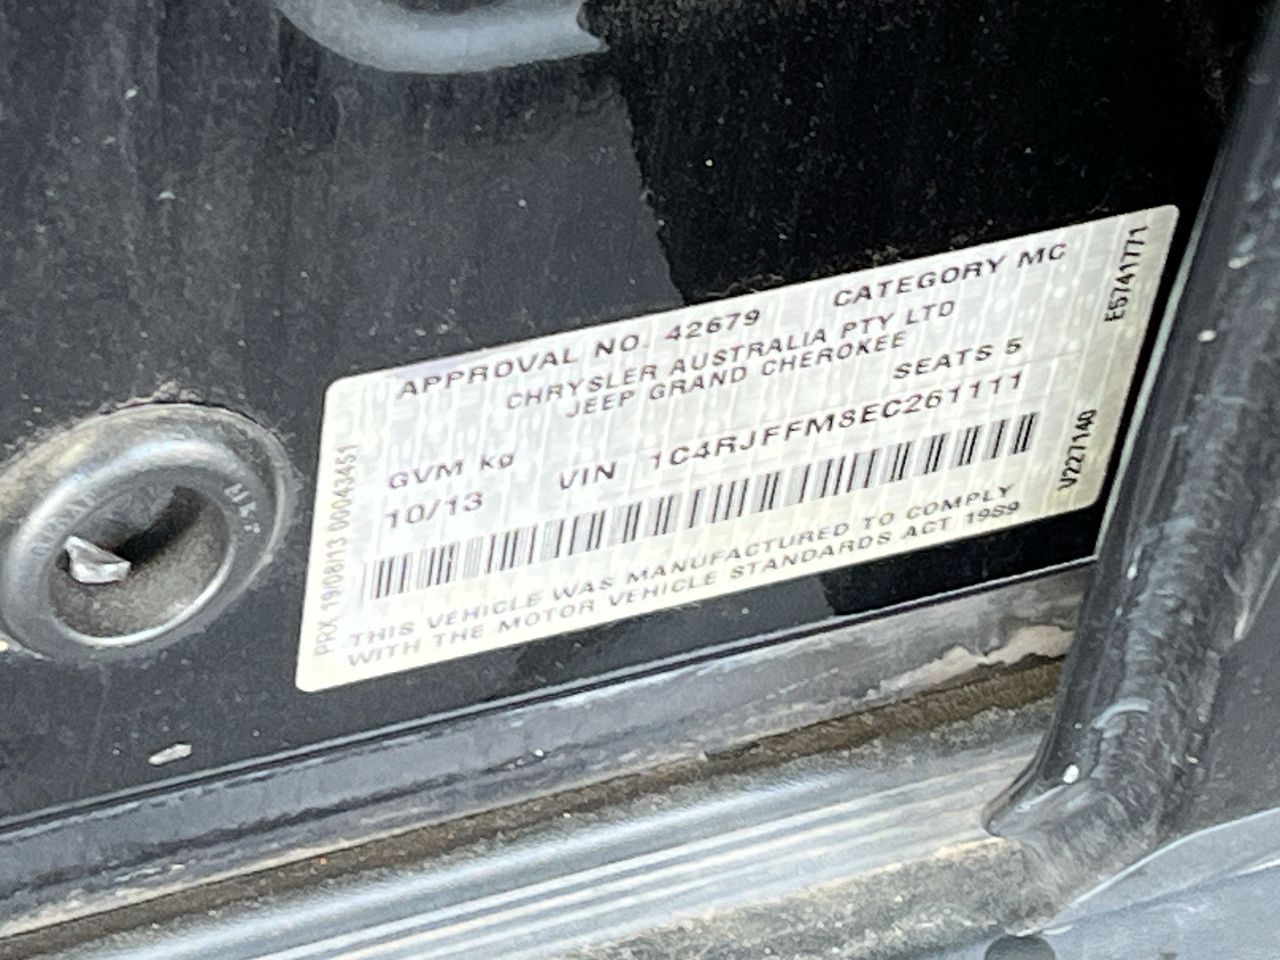 APPROVAL NO. 42679 CATEGORY MC
CHRYSLER AUSTRALIA PTY LTD
JEEP GRAND CHEROKEE
SEATS 5
GVM kg
10/13 VIN 1C4RJFFM8EC261111
THIS VEHICLE WAS MANUFACTURED TO COMPLY
WITH THE MOTOR VEHICLE STANDARDS ACT 1989
PRX 19/08/13 00043451
E5741771
V227140